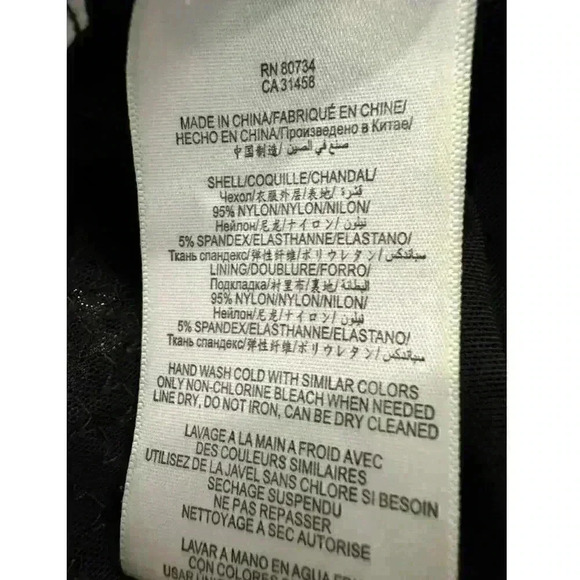 RN 80734
CA 31458
MADE IN CHINA/FABRIQUÉ EN CHINE/
HECHO EN CHINA/Произведено в Китае/
中国制造/ صنع في الصين
SHELL/COQUILLE/CHANDAL/
Чехол/衣服外层/表地/ قشرة
95% NYLON/NYLON/NILON/
Нейлон/尼龙/ナイロン/ نيلون
5% SPANDEX/ELASTHANNE/ELASTANO/
Ткань спандекс/弹性纤维/ポリウレタン/ سباندكس
LINING/DOUBLURE/FORRO/
Подкладка/衬里布/裏地/ البطانة
95% NYLON/NYLON/NILON/
Нейлон/尼龙/ナイロン/ نيلون
5% SPANDEX/ELASTHANNE/ELASTANO/
Ткань спандекс/弹性纤维/ポリウレタン/ سباندكس
HAND WASH COLD WITH SIMILAR COLORS
ONLY NON-CHLORINE BLEACH WHEN NEEDED
LINE DRY, DO NOT IRON, CAN BE DRY CLEANED
LAVAGE A LA MAIN A FROID AVEC
DES COULEURS SIMILAIRES
UTILISEZ DE LA JAVEL SANS CHLORE SI BESOIN
SECHAGE SUSPENDU
NE PAS REPASSER
NETTOYAGE A SEC AUTORISE
LAVAR A MANO EN AGUA
CON COLORES
USAR